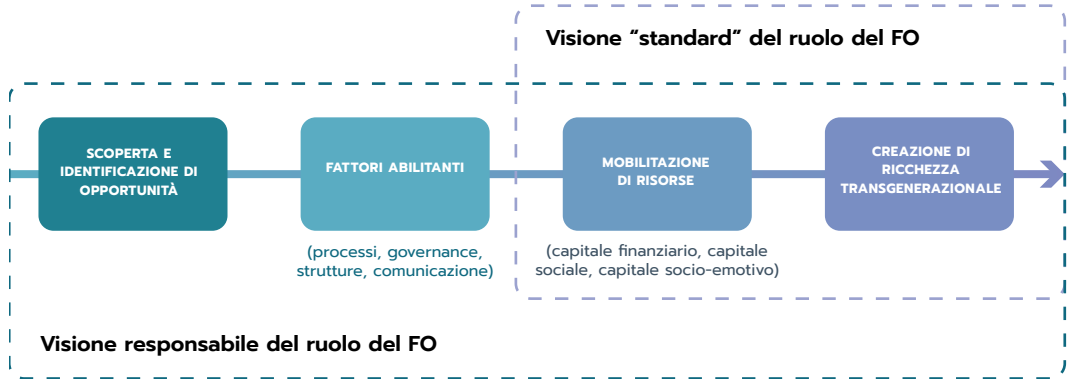 Visione “standard” del ruolo del FO
SCOPERTA E
IDENTIFICAZIONE DI
OPPORTUNITÀ
FATTORI ABILITANTI
MOBILITAZIONE
DI RISORSE
CREAZIONE DI
RICCHEZZA
TRANSGENERAZIONALE
(processi, governance,
strutture, comunicazione)
(capitale finanziario, capitale
sociale, capitale socio-emotivo)
Visione responsabile del ruolo del FO